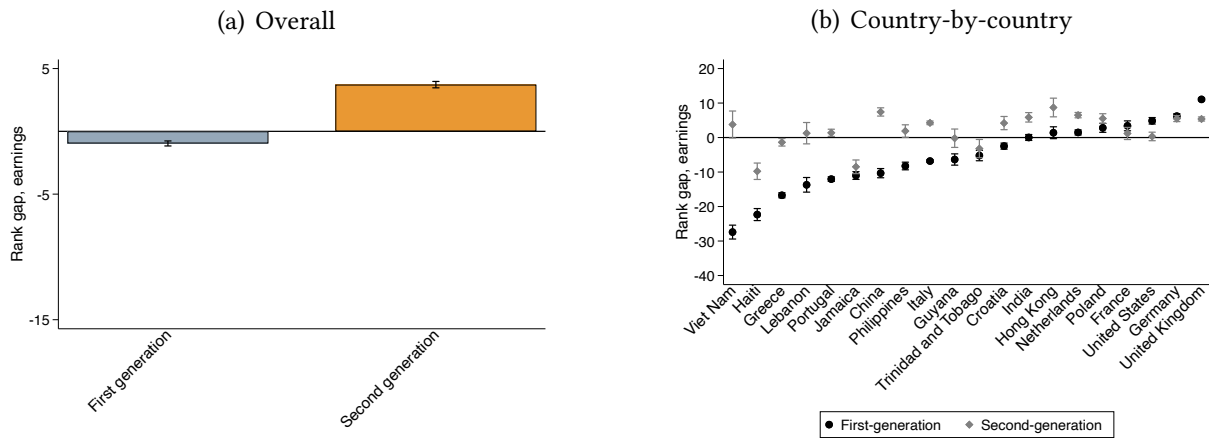 (a) Overall
5
-5
-15
Rank gap, earnings
First generation
Second generation
(b) Country-by-country
20
10
0
-10
-20
-30
-40
Rank gap, earnings
Viet Nam
Haiti
Greece
Lebanon
Portugal
Jamaica
China
Philippines
Italy
Guyana
Trinidad and Tobago
Croatia
India
Hong Kong
Netherlands
Poland
France
United States
Germany
United Kingdom
First-generation
Second-generation